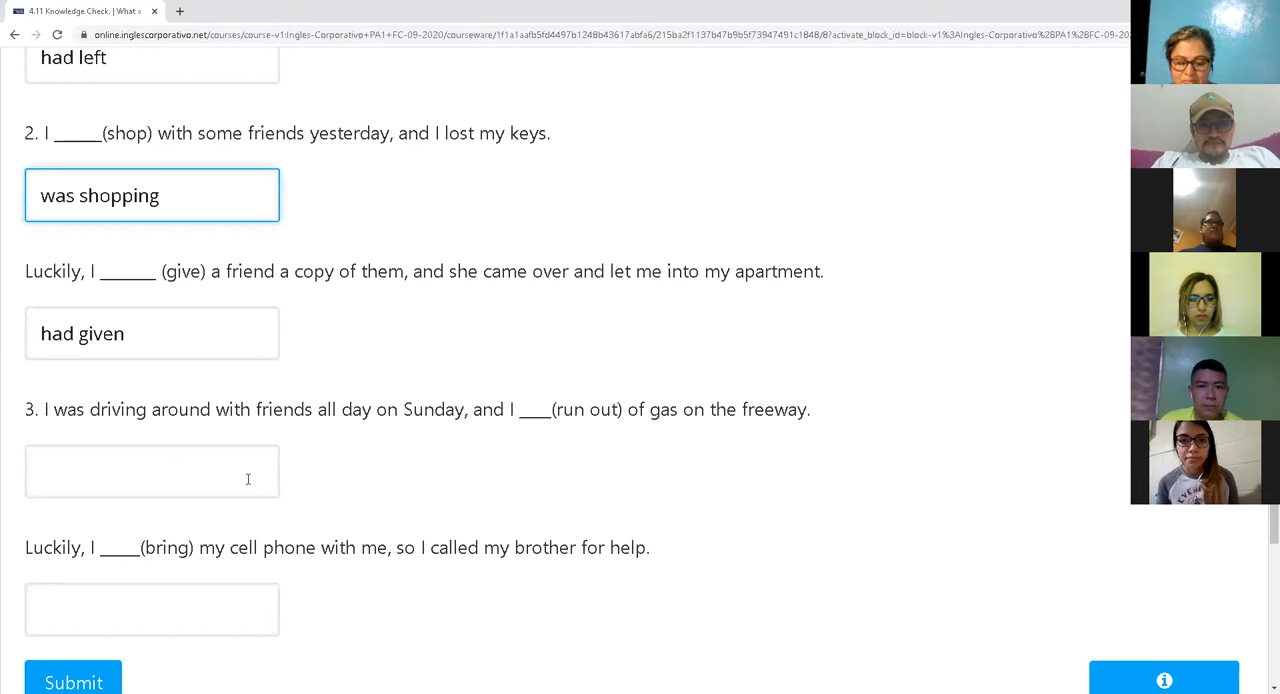 4.11 Knowledge Check. | What s
online.inglescorporativo.net/courses/course-v1:Ingles-Corporativo+PA1+FC-09-2020/courseware/1f1a1aafb5fd4497b1248b43617abfa6/215ba2f1137b47b9b5f73947491c1848/8?activate_block_id=block-v1%3AIngles-Corporativo%2BPA1%2BFC-09-20
had left
2. I _____(shop) with some friends yesterday, and I lost my keys.
was shopping
Luckily, I ______ (give) a friend a copy of them, and she came over and let me into my apartment.
had given
3. I was driving around with friends all day on Sunday, and I ___(run out) of gas on the freeway.
Luckily, I ____(bring) my cell phone with me, so I called my brother for help.
Submit